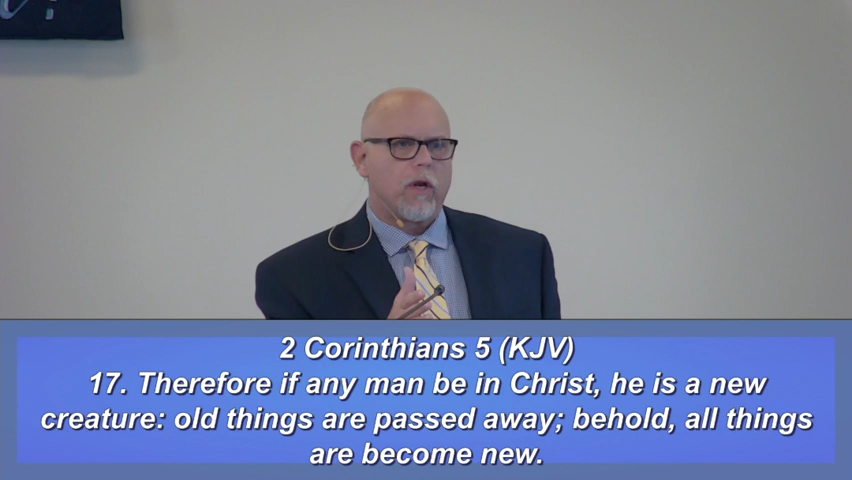 2 Corinthians 5 (KJV)
17. Therefore if any man be in Christ, he is a new
creature: old things are passed away; behold, all things
are become new.